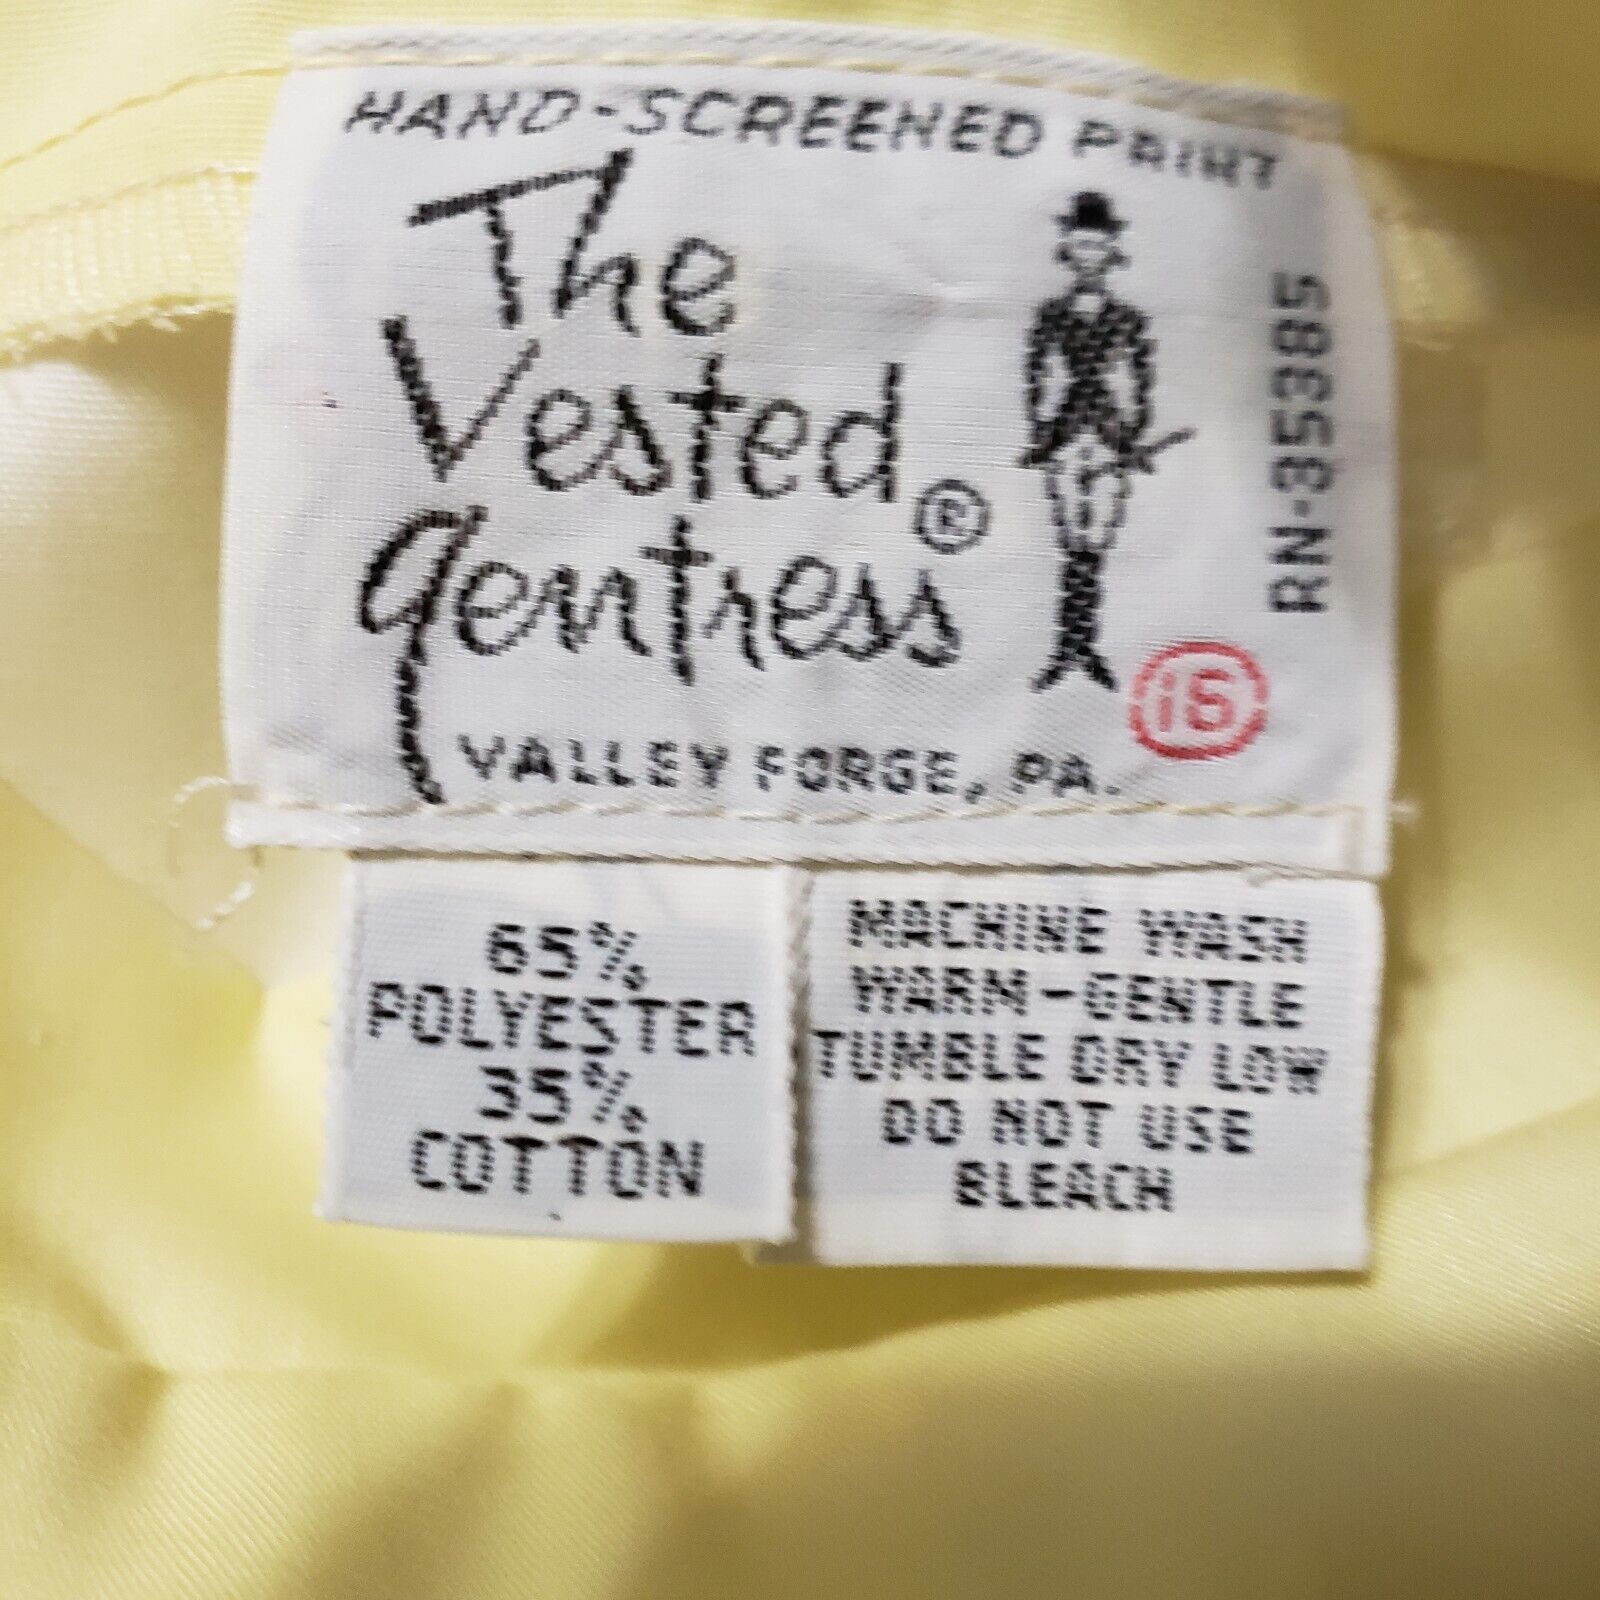 HAND-SCREENED PRINT
The
Vested
Gentress®
RN-35385
16
VALLEY FORGE, PA.
65%
POLYESTER
35%
COTTON
MACHINE WASH
WARM-GENTLE
TUMBLE DRY LOW
DO NOT USE
BLEACH